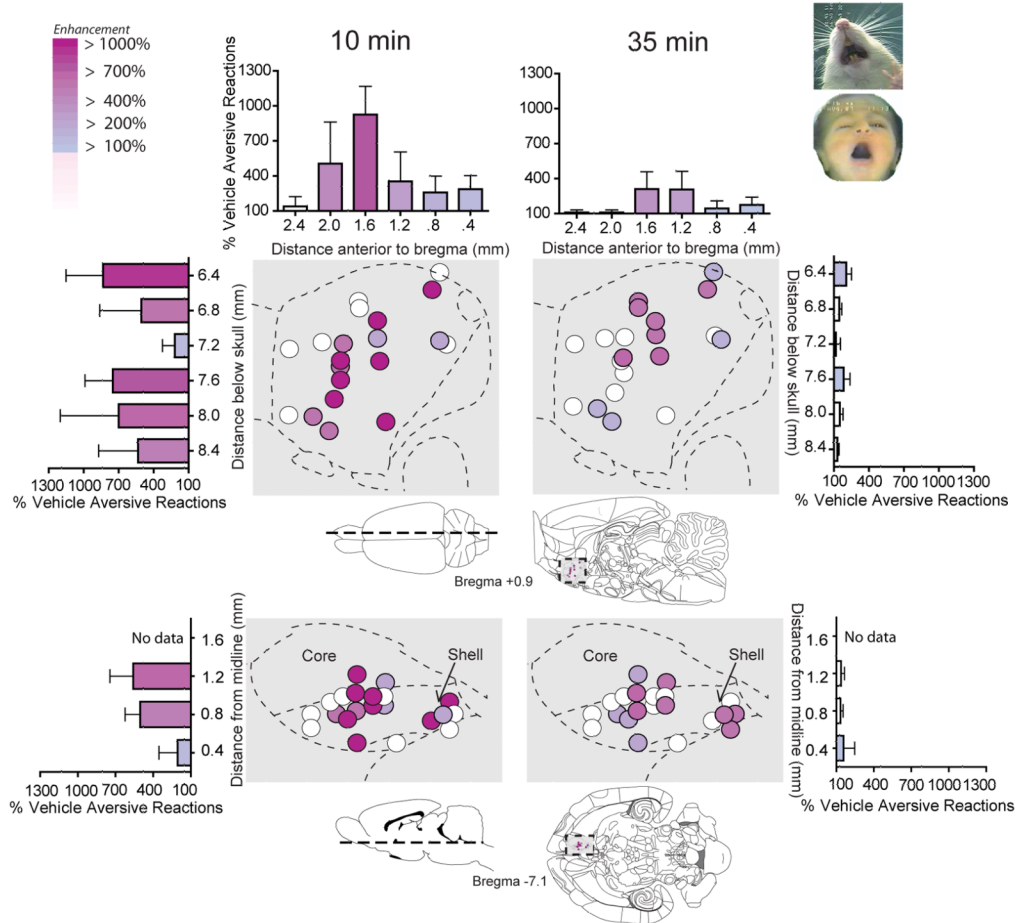 Enhancement
> 1000%
> 700%
> 400%
> 200%
> 100%
10 min
% Vehicle Aversive Reactions
1300
1000
700
400
100
2.4 2.0 1.6 1.2 .8 .4
Distance anterior to bregma (mm)
35 min
1300
1000
700
400
100
2.4 2.0 1.6 1.2 .8 .4
Distance anterior to bregma (mm)
6.4
6.8
7.2
7.6
8.0
8.4
Distance below skull (mm)
1300 1000 700 400 100
% Vehicle Aversive Reactions
Distance below skull (mm)
6.4
6.8
7.2
7.6
8.0
8.4
100 400 700 1000 1300
% Vehicle Aversive Reactions
Bregma +0.9
No data
1.6
1.2
0.8
0.4
Distance from midline (mm)
1300 1000 700 400 100
% Vehicle Aversive Reactions
Core
Shell
Core
Shell
Distance from midline (mm)
1.6
No data
1.2
0.8
0.4
100 400 700 1000 1300
% Vehicle Aversive Reactions
Bregma -7.1